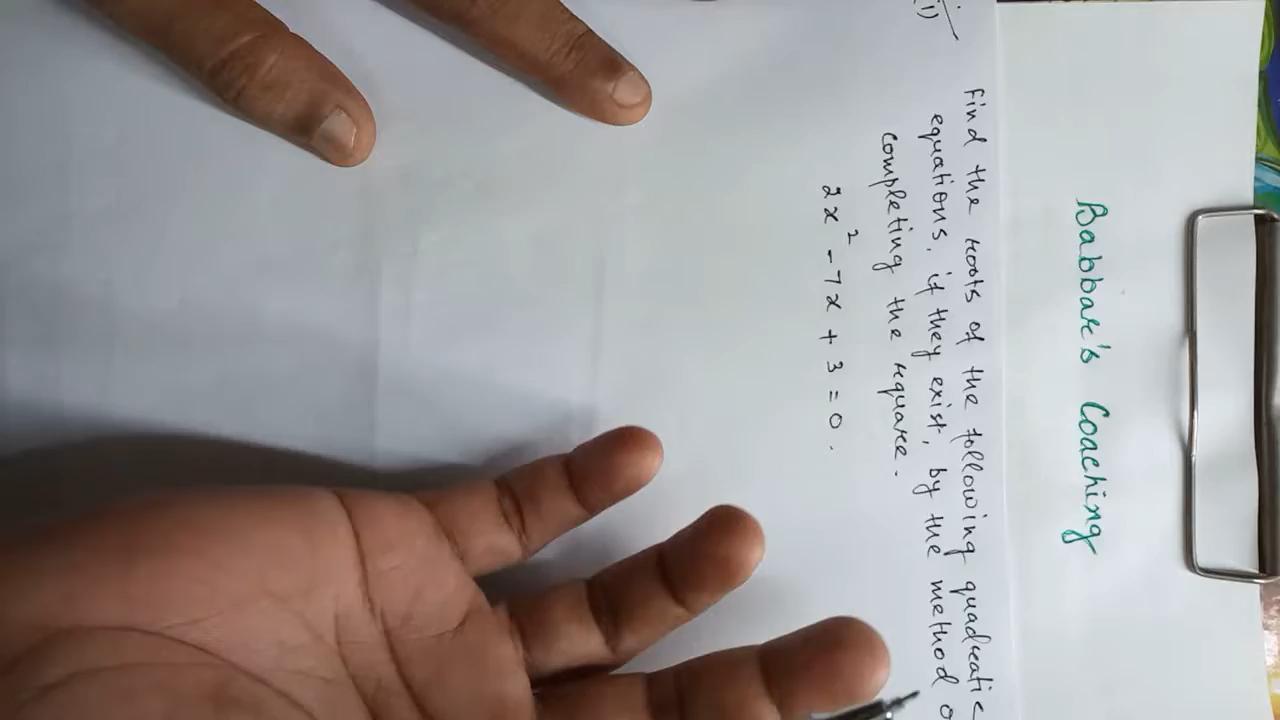 Babbar's Coaching
(i) Find the roots of the following quadratic
equations, if they exist, by the method
completing the square.
2x² - 7x + 3 = 0.